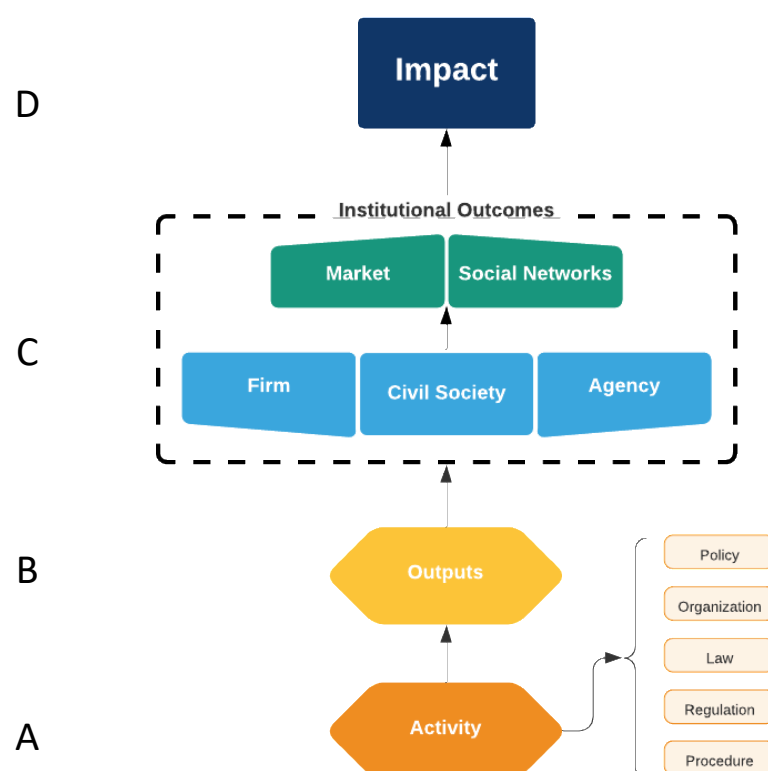 Impact
D
Institutional Outcomes
Market
Social Networks
C
Firm
Civil Society
Agency
B
Outputs
Policy
Organization
Law
Regulation
A
Activity
Procedure